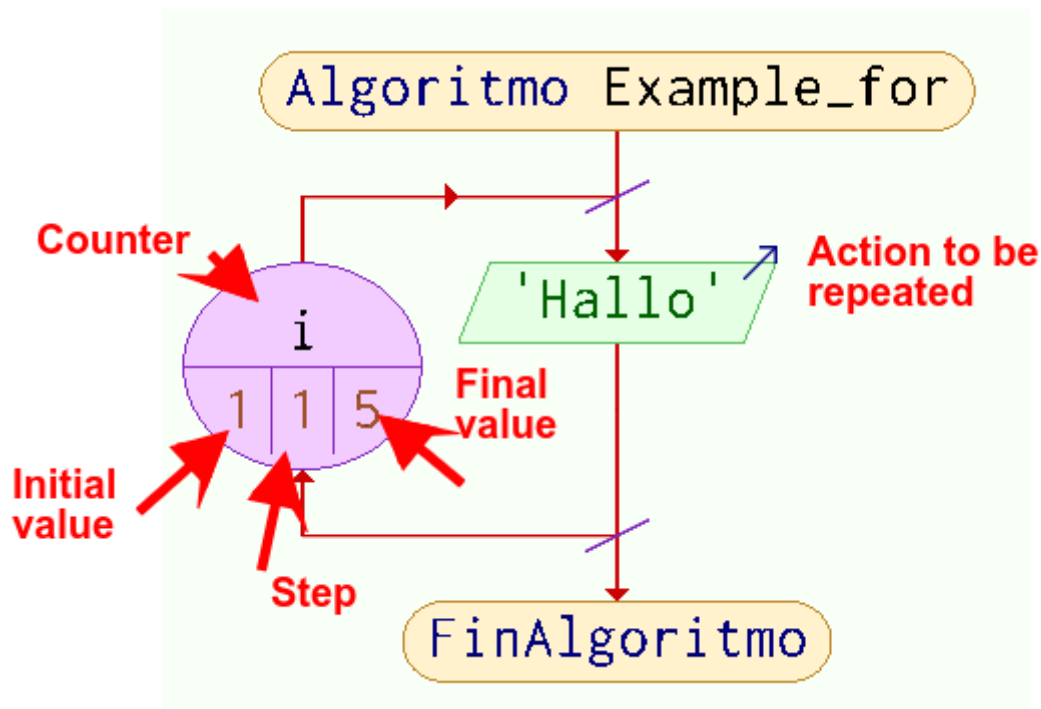 Algoritmo Example_for
Counter
'Hallo'
Action to be
repeated
i
1 1 5
Final
value
Initial
value
Step
FinAlgoritmo